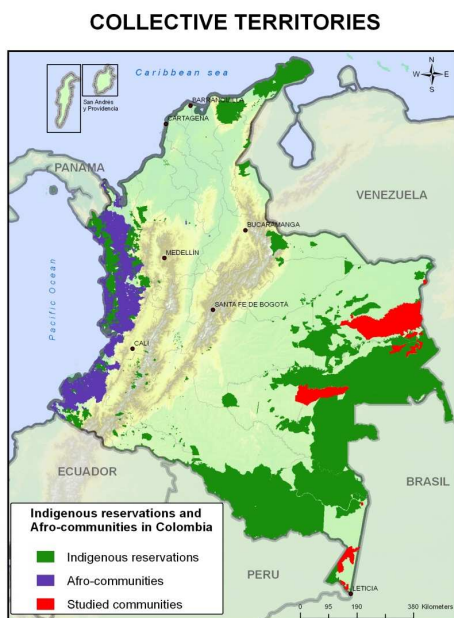 COLLECTIVE TERRITORIES
Caribbean sea
N
W E
S
San Andrés
y Providencia
BARRANQUILLA
CARTAGENA
PANAMA
VENEZUELA
BUCARAMANGA
MEDELLÍN
Pacific Ocean
SANTA FE DE BOGOTA
CALI
ECUADOR
BRASIL
Indigenous reservations and
Afro-communities in Colombia
Indigenous reservations
Afro-communities
Studied communities
PERU
LETICIA
0 95 190 380 Kilometers